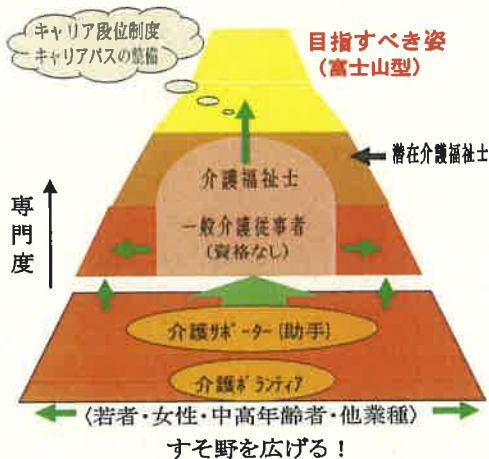 キャリア段位制度
キャリアパスの整備
目指すべき姿
(富士山型)
潜在介護福祉士
介護福祉士
専門度
一般介護従事者
(資格なし)
介護ｻﾎﾟｰﾀｰ(助手)
介護ﾎﾞﾗﾝﾃｨｱ
〈若者・女性・中高年齢者・他業種〉
すそ野を広げる！